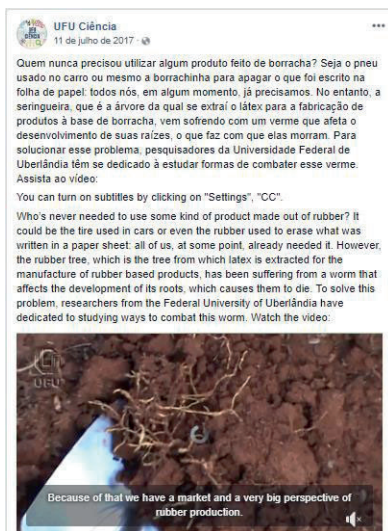 UFU Ciência
11 de julho de 2017 ·
Quem nunca precisou utilizar algum produto feito de borracha? Seja o pneu
usado no carro ou mesmo a borrachinha para apagar o que foi escrito na
folha de papel: todos nós, em algum momento, já precisamos. No entanto, a
seringueira, que é a árvore da qual se extraí o látex para a fabricação de
produtos à base de borracha, vem sofrendo com um verme que afeta o
desenvolvimento de suas raízes, o que faz com que elas morram. Para
solucionar esse problema, pesquisadores da Universidade Federal de
Uberlândia têm se dedicado à estudar formas de combater esse verme.
Assista ao vídeo:
You can turn on subtitles by clicking on "Settings", "CC".
Who's never needed to use some kind of product made out of rubber? It
could be the tire used in cars or even the rubber used to erase what was
written in a paper sheet: all of us, at some point, already needed it. However,
the rubber tree, which is the tree from which latex is extracted for the
manufacture of rubber based products, has been suffering from a worm that
affects the development of its roots, which causes them to die. To solve this
problem, researchers from the Federal University of Uberlândia have
dedicated to studying ways to combat this worm. Watch the video:
UFU
Because of that we have a market and a very big perspective of
rubber production.